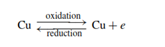 oxidation
Cu ⇄ Cu + e
reduction